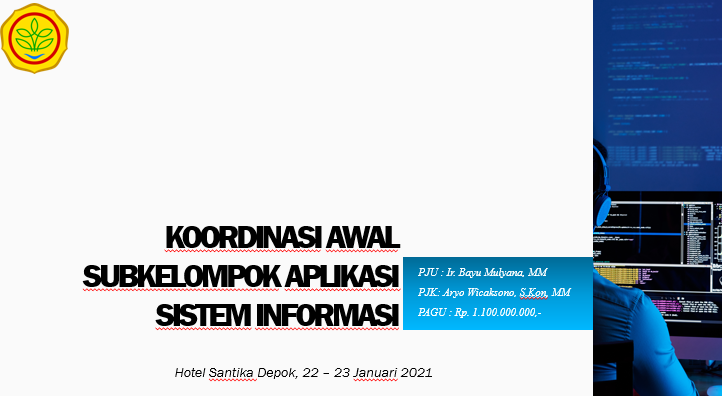 KOORDINASI AWAL
SUBKELOMPOK APLIKASI
SISTEM INFORMASI
PJU : Ir. Bayu Mulyana, MM
PJK: Aryo Wicaksono, S.Kon, MM
PAGU : Rp. 1.100.000.000,-
Hotel Santika Depok, 22 – 23 Januari 2021